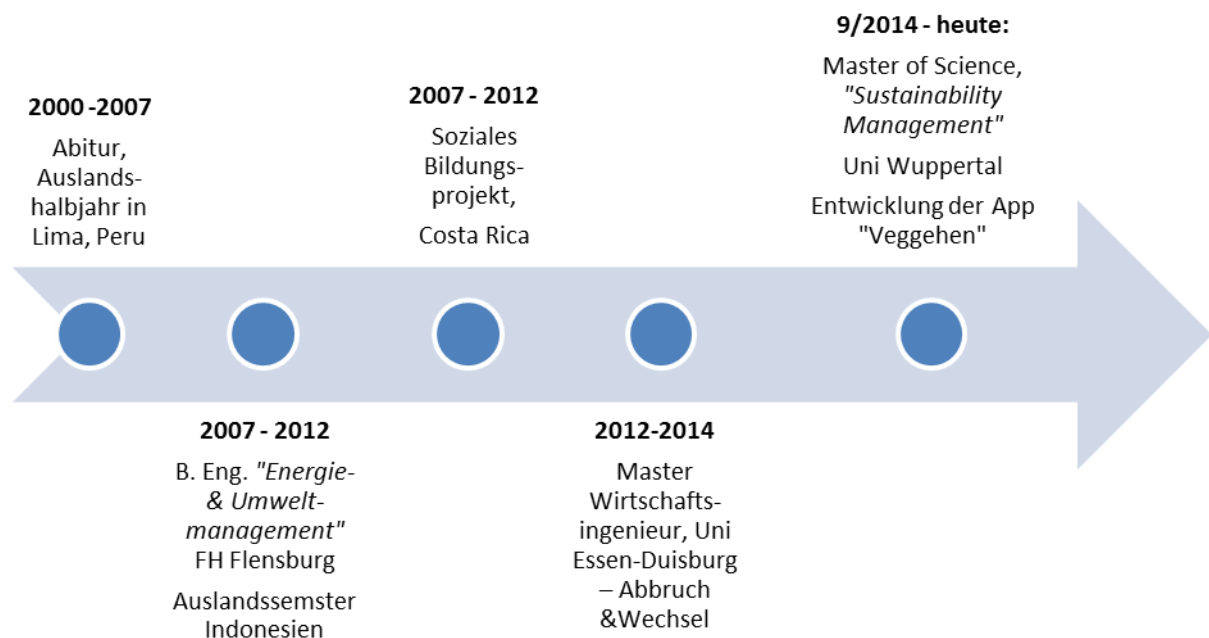 2000 -2007
Abitur,
Auslands-
halbjahr in
Lima, Peru
2007 - 2012
B. Eng. "Energie-
& Umwelt-
management"
FH Flensburg
Auslandssemster
Indonesien
2007 - 2012
Soziales
Bildungs-
projekt,
Costa Rica
2012-2014
Master
Wirtschafts-
ingenieur, Uni
Essen-Duisburg
– Abbruch
&Wechsel
9/2014 - heute:
Master of Science,
"Sustainability
Management"
Uni Wuppertal
Entwicklung der App
"Veggehen"